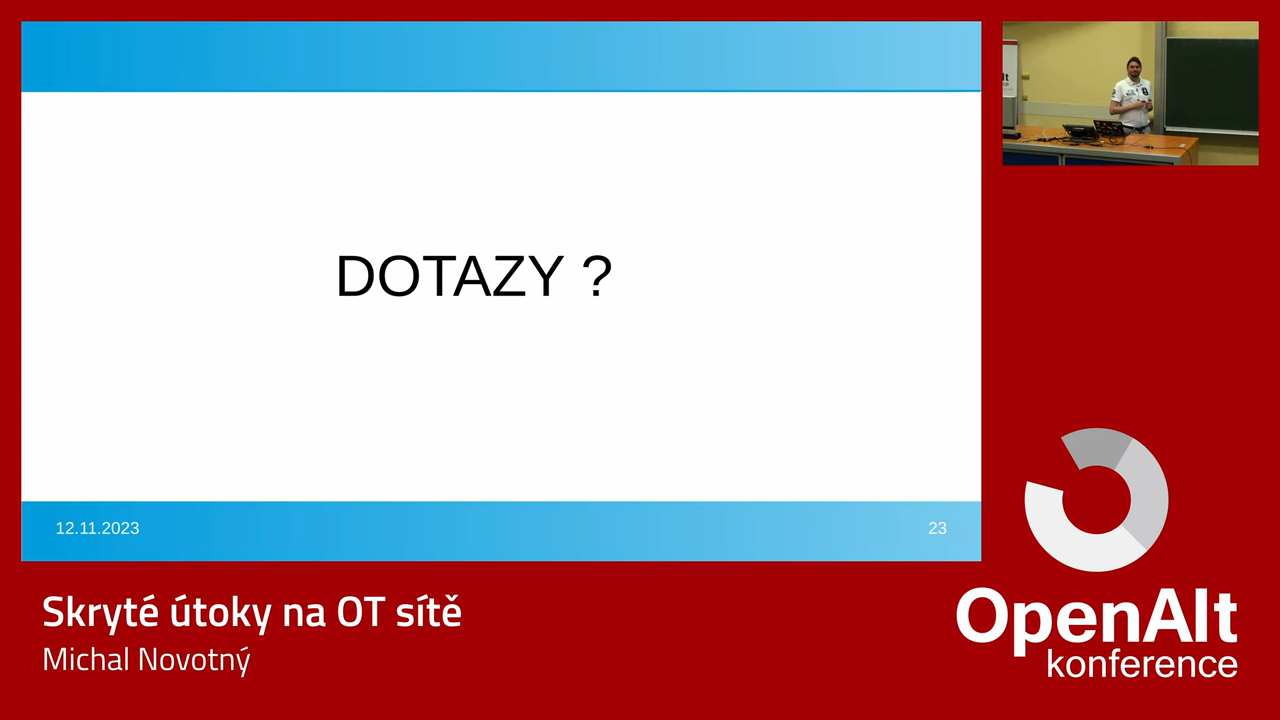 DOTAZY ?
12.11.2023
23
Skryté útoky na OT sítě
Michal Novotný
OpenAlt
konference